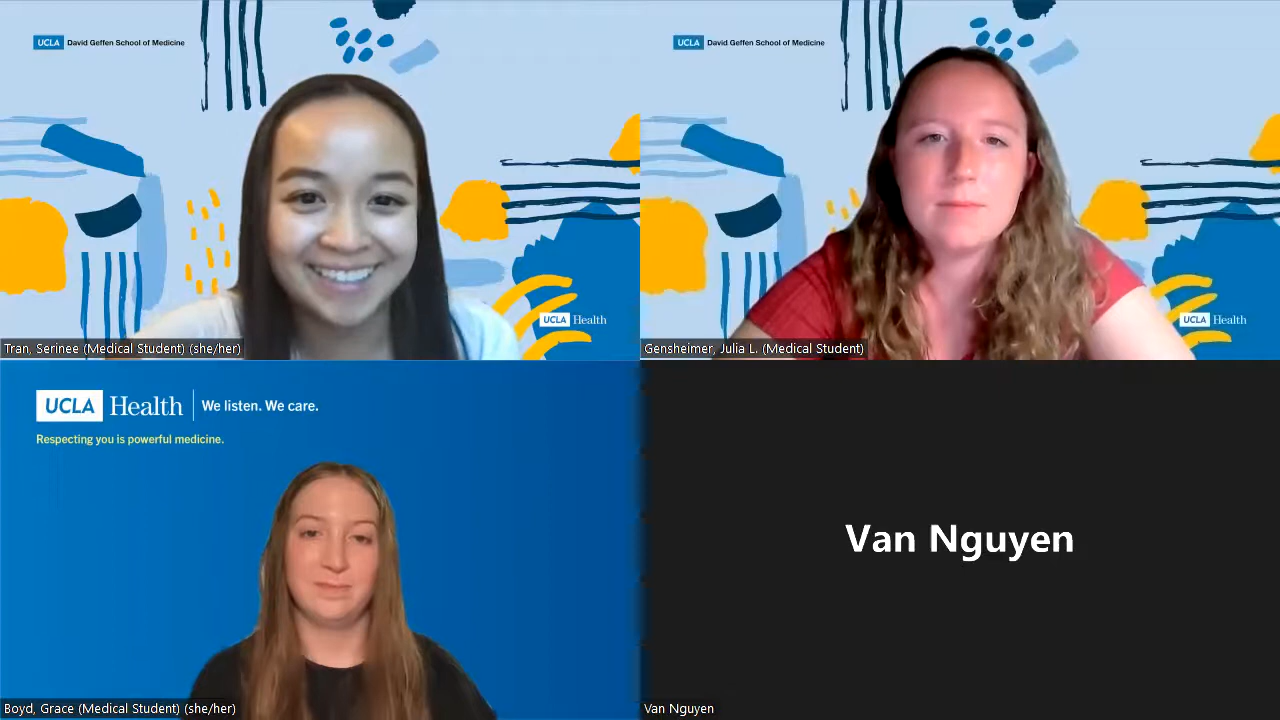 UCLA David Geffen School of Medicine
UCLA Health
Tran, Serinee (Medical Student) (she/her)
UCLA David Geffen School of Medicine
UCLA Health
Gensheimer, Julia L. (Medical Student)
UCLA Health We listen. We care.
Respecting you is powerful medicine.
Boyd, Grace (Medical Student) (she/her)
Van Nguyen
Van Nguyen